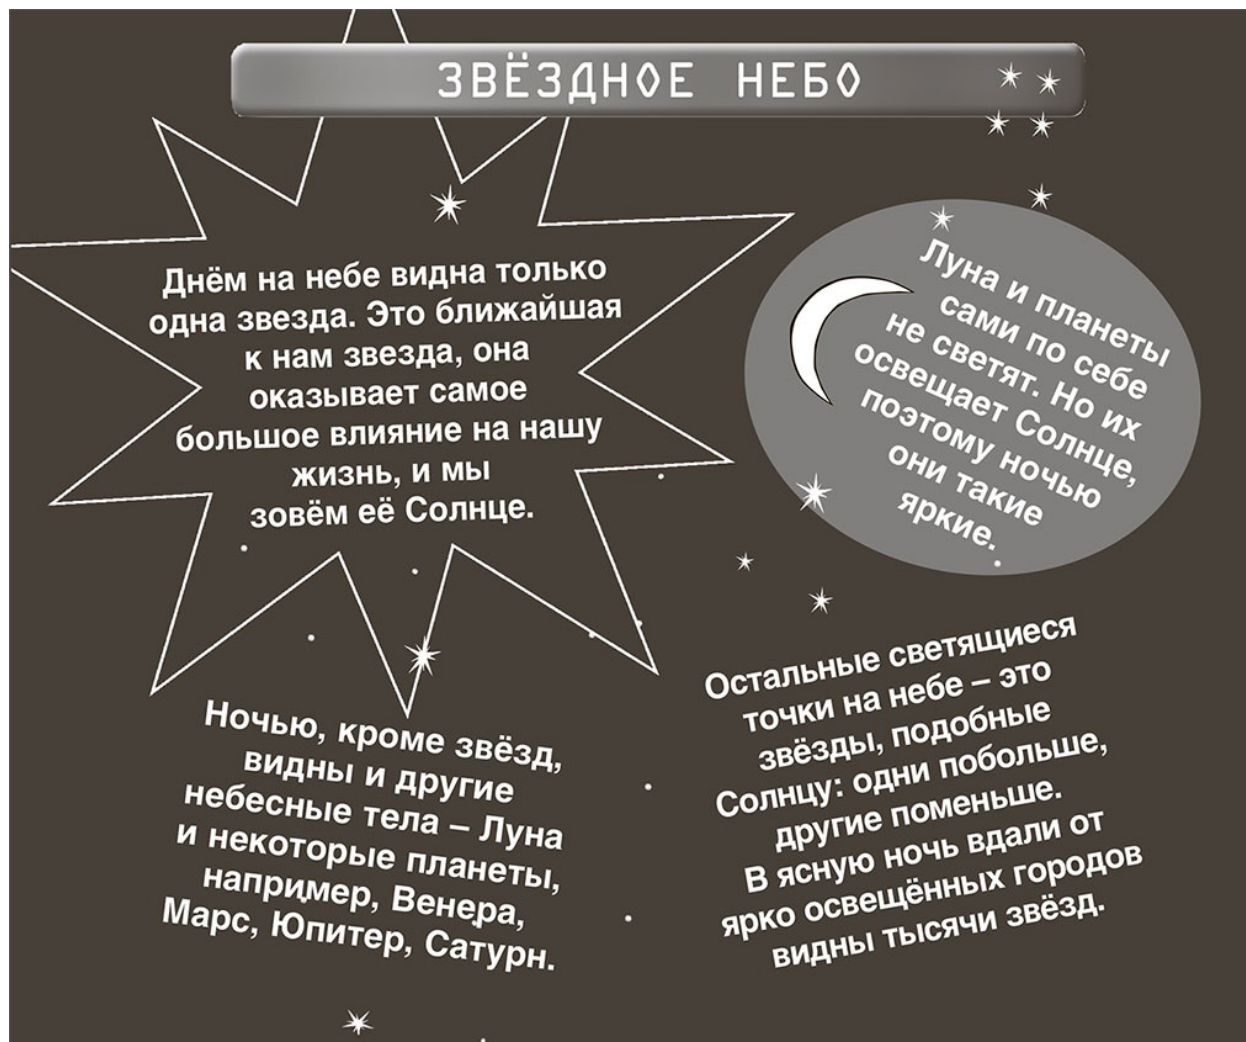 ЗВЁЗДНОЕ НЕБО
Днём на небе видна только
одна звезда. Это ближайшая
к нам звезда, она
оказывает самое
большое влияние на нашу
жизнь, и мы
зовём её Солнце.
Луна и планеты
сами по себе
не светят. Но их
освещает Солнце,
поэтому ночью
они такие
яркие.
Ночью, кроме звёзд,
видны и другие
небесные тела – Луна
и некоторые планеты,
например, Венера,
Марс, Юпитер, Сатурн.
Остальные светящиеся
точки на небе – это
звёзды, подобные
Солнцу: одни побольше,
другие поменьше.
В ясную ночь вдали от
ярко освещённых городов
видны тысячи звёзд.